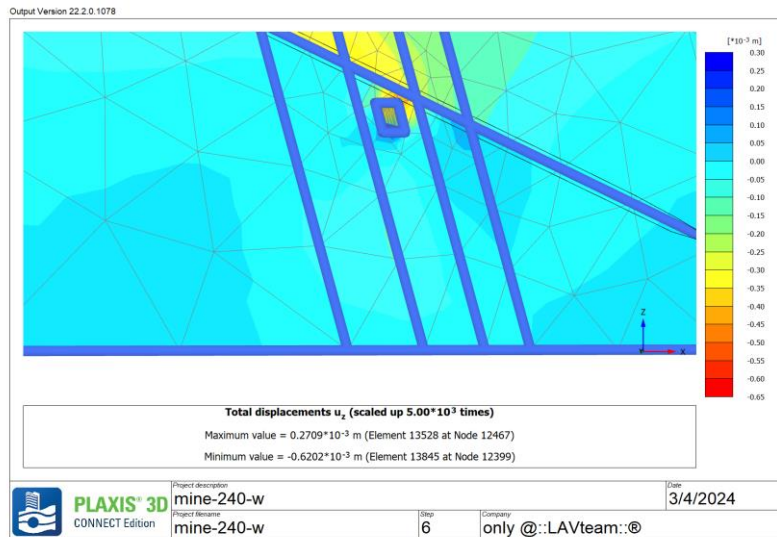 Output Version 22.2.0.1078
[*10⁻³ m]
0.30
0.25
0.20
0.15
0.10
0.05
0.00
-0.05
-0.10
-0.15
-0.20
-0.25
-0.30
-0.35
-0.40
-0.45
-0.50
-0.55
-0.60
-0.65
Z
X
Total displacements u_z (scaled up 5.00*10³ times)
Maximum value = 0.2709*10⁻³ m (Element 13528 at Node 12467)
Minimum value = -0.6202*10⁻³ m (Element 13845 at Node 12399)
PLAXIS® 3D
CONNECT Edition
Project description
mine-240-w
Date
3/4/2024
Project filename
mine-240-w
Step
6
Company
only @::LAVteam::®